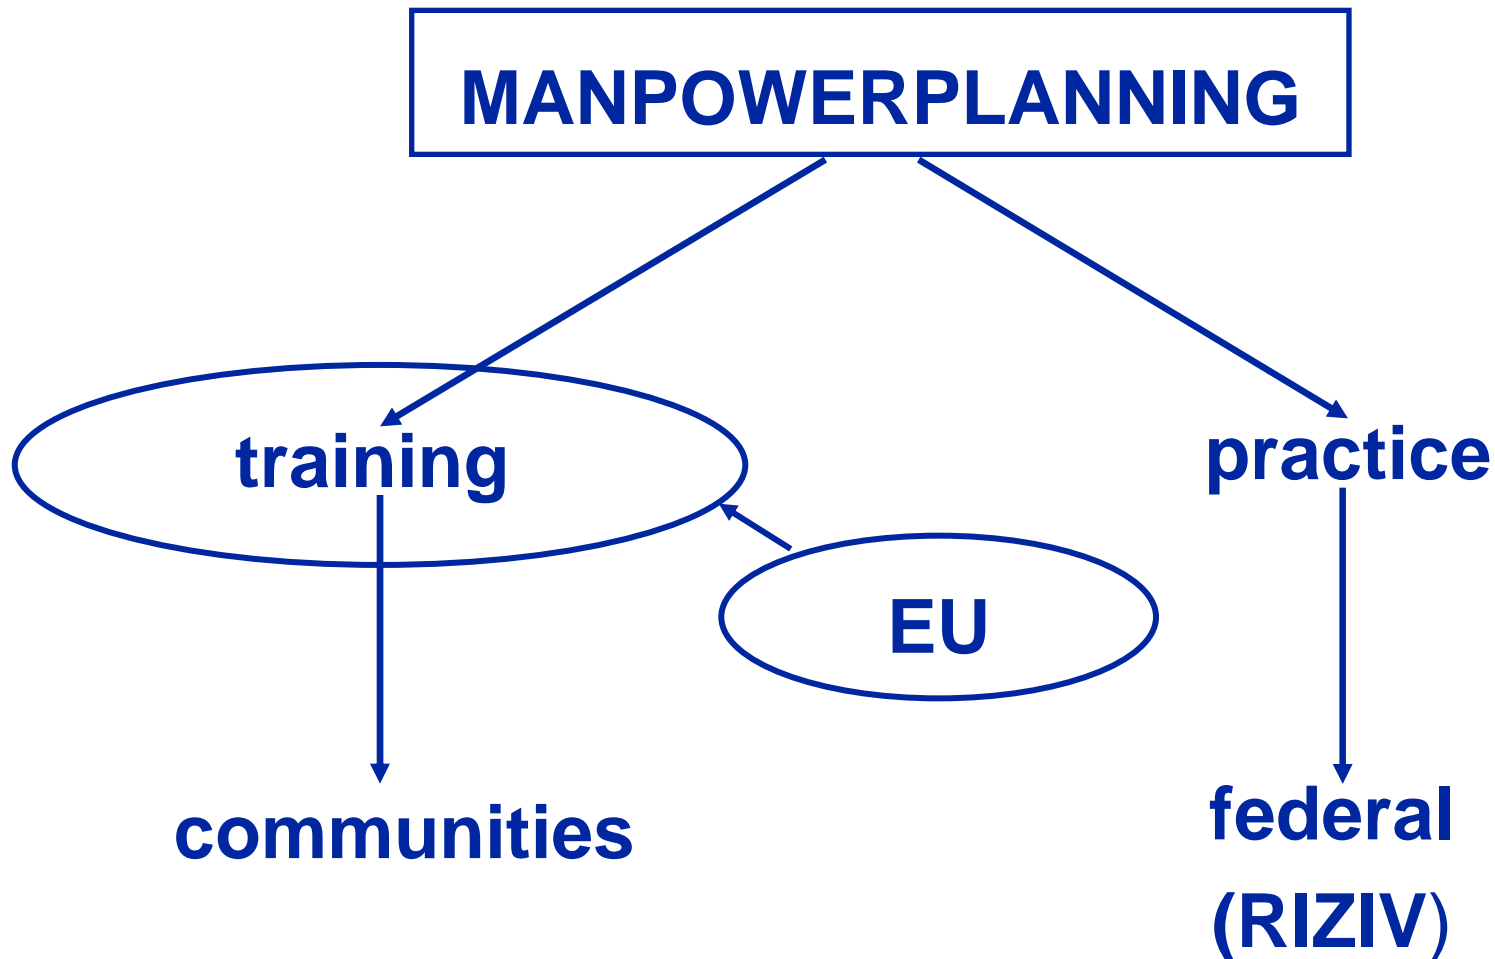 MANPOWERPLANNING
training
practice
EU
communities
federal
(RIZIV)